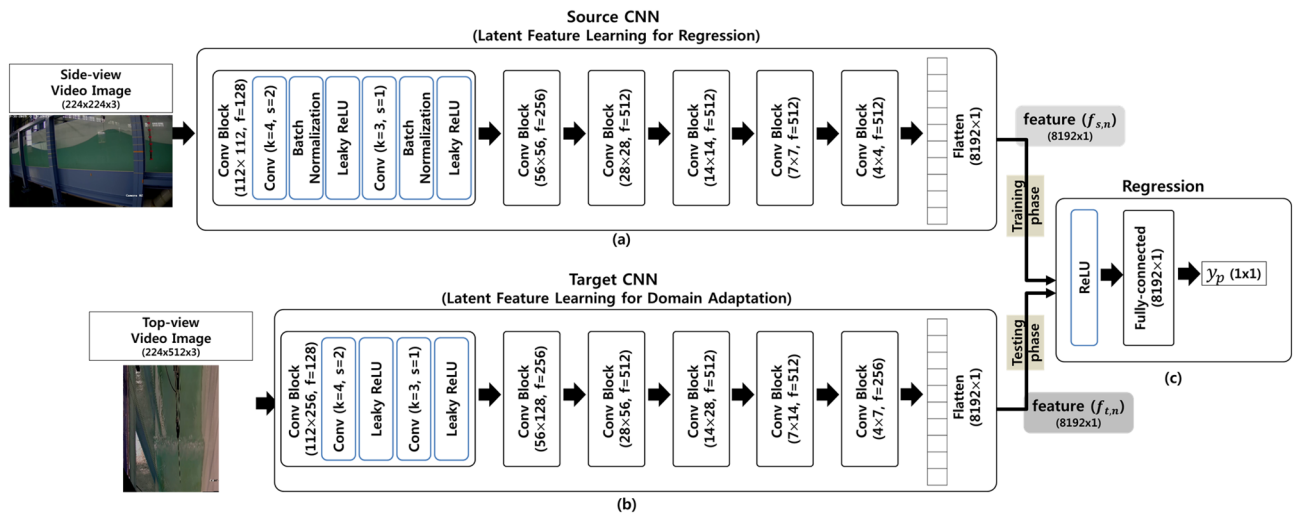 Source CNN
(Latent Feature Learning for Regression)
Side-view
Video Image
(224x224x3)
Conv Block
(112× 112, f=128)
Conv (k=4, s=2)
Batch
Normalization
Leaky ReLU
Conv (k=3, s=1)
Batch
Normalization
Leaky ReLU
Conv Block
(56×56, f=256)
Conv Block
(28×28, f=512)
Conv Block
(14×14, f=512)
Conv Block
(7×7, f=512)
Conv Block
(4×4, f=512)
Flatten
(8192×1)
feature (f_{s,n})
(8192x1)
(a)
Training
phase
Regression
ReLU
Fully-connected
(8192×1)
y_p (1x1)
(c)
Testing
phase
Target CNN
(Latent Feature Learning for Domain Adaptation)
Top-view
Video Image
(224x512x3)
Conv Block
(112×256, f=128)
Conv (k=4, s=2)
Leaky ReLU
Conv (k=3, s=1)
Leaky ReLU
Conv Block
(56×128, f=256)
Conv Block
(28×56, f=512)
Conv Block
(14×28, f=512)
Conv Block
(7×14, f=512)
Conv Block
(4×7, f=256)
Flatten
(8192×1)
feature (f_{t,n})
(8192x1)
(b)